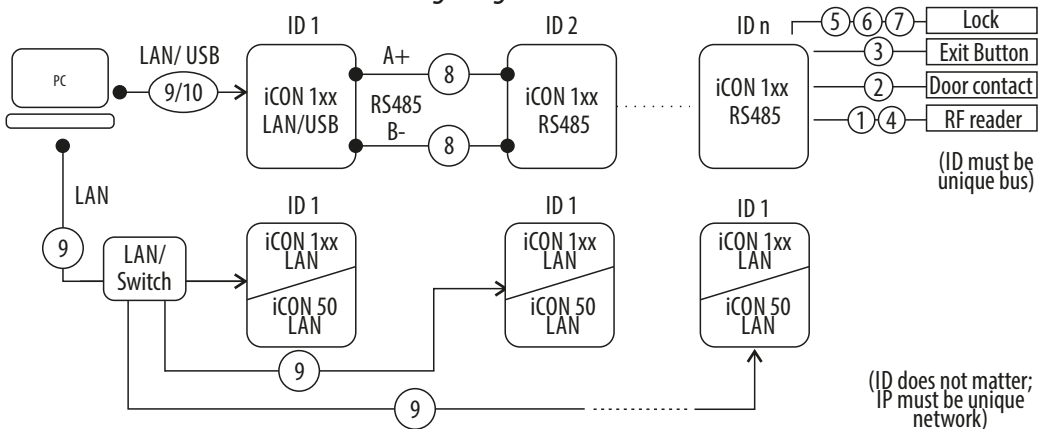 ID 1
ID 2
ID n
5 6 7 Lock
LAN/ USB
A+
3 Exit Button
PC
9/10
8
iCON 1xx
LAN/USB
RS485
iCON 1xx
RS485
iCON 1xx
RS485
2 Door contact
B-
8
1 4 RF reader
(ID must be
unique bus)
LAN
ID 1
ID 1
ID 1
9
LAN/
Switch
iCON 1xx
LAN
iCON 50
LAN
iCON 1xx
LAN
iCON 50
LAN
iCON 1xx
LAN
iCON 50
LAN
9
9
(ID does not matter;
IP must be unique
network)